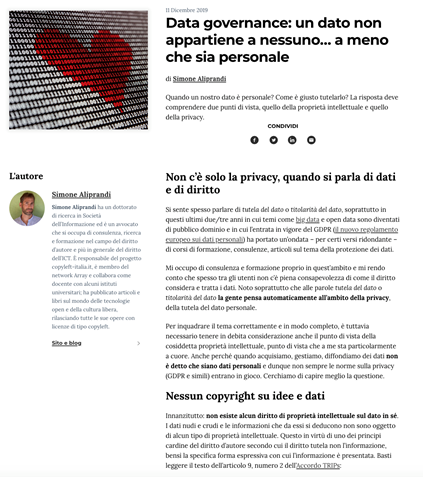 11 Dicembre 2019
Data governance: un dato non
appartiene a nessuno… a meno
che sia personale
di Simone Aliprandi
Quando un nostro dato è personale? Come è giusto tutelarlo? La risposta deve
comprendere due punti di vista, quello della proprietà intellettuale e quello
della privacy.
CONDIVIDI
L'autore
Simone Aliprandi
Simone Aliprandi ha un dottorato
di ricerca in Società
dell'Informazione ed è un avvocato
che si occupa di consulenza, ricerca
e formazione nel campo del diritto
d'autore e più in generale del diritto
dell'ICT. È responsabile del progetto
copyleft-italia.it, è membro del
network Array e collabora come
docente con alcuni istituti
universitari; ha pubblicato articoli e
libri sul mondo delle tecnologie
open e della cultura libera,
rilasciando tutte le sue opere con
licenze di tipo copyleft.
Sito e blog
Non c'è solo la privacy, quando si parla di dati
e di diritto
Si sente spesso parlare di tutela del dato o titolarità del dato, soprattutto in
questi ultimi due/tre anni in cui temi come big data e open data sono diventati
di pubblico dominio e in cui l'entrata in vigore del GDPR (il nuovo regolamento
europeo sui dati personali) ha portato un'ondata – per certi versi ridondante –
di corsi di formazione, consulenze, articoli sul tema della protezione dei dati.
Mi occupo di consulenza e formazione proprio in quest'ambito e mi rendo
conto che spesso tra gli utenti non c'è piena consapevolezza di come il diritto
considera e tratta i dati. Noto soprattutto che alle parole tutela del dato o
titolarità del dato la gente pensa automaticamente all'ambito della privacy,
della tutela del dato personale.
Per inquadrare il tema correttamente e in modo completo, è tuttavia
necessario tenere in debita considerazione anche il punto di vista della
cosiddetta proprietà intellettuale, punto di vista che a me sta particolarmente
a cuore. Anche perché quando acquisiamo, gestiamo, diffondiamo dei dati non
è detto che siano dati personali e dunque non sempre le norme sulla privacy
(GDPR e simili) entrano in gioco. Cerchiamo di capire meglio la questione.
Nessun copyright su idee e dati
Innanzitutto: non esiste alcun diritto di proprietà intellettuale sul dato in sé.
I dati nudi e crudi e le informazioni che da essi si deducono non sono oggetto
di alcun tipo di proprietà intellettuale. Questo in virtù di uno dei principi
cardine del diritto d'autore secondo cui il diritto tutela non l'informazione,
bensì la specifica forma espressiva con cui l'informazione è presentata. Basti
leggere il testo dell'articolo 9, numero 2 dell'Accordo TRIPs: